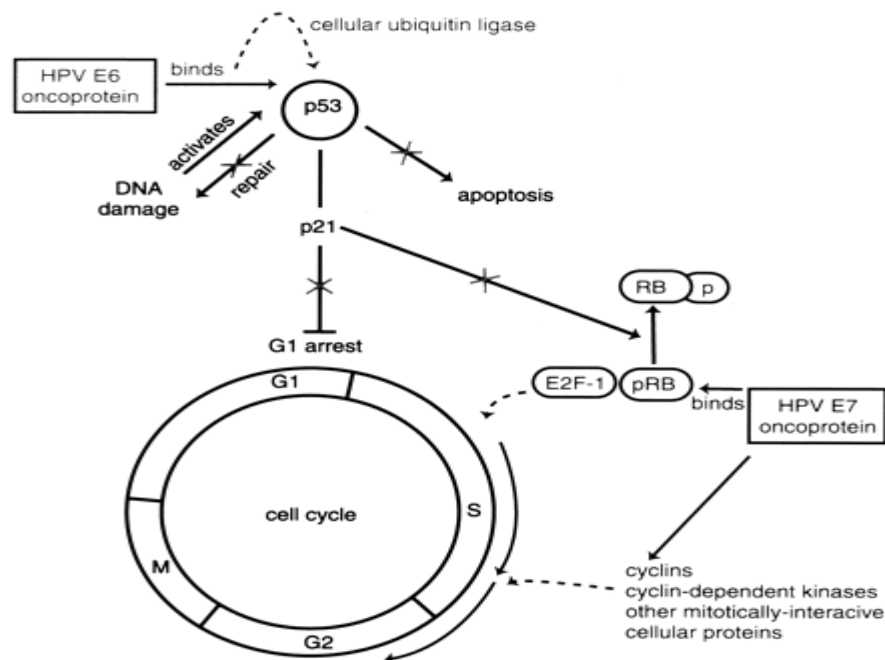 cellular ubiquitin ligase
HPV E6
oncoprotein
binds
p53
activates
repair
DNA
damage
apoptosis
p21
RB
p
G1 arrest
G1
E2F-1
pRB
binds
HPV E7
oncoprotein
cell cycle
S
M
G2
cyclins
cyclin-dependent kinases
other mitotically-interacive
cellular proteins